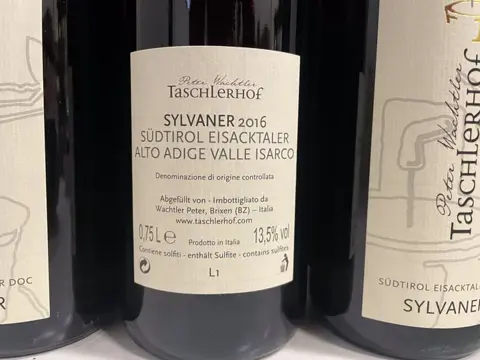 Peter Wachtler
TASCHLERHOF
SYLVANER 2016
SÜDTIROL EISACKTALER
ALTO ADIGE VALLE ISARCO
Denominazione di origine controllata
Abgefüllt von - Imbottigliato da
Wachtler Peter, Brixen (BZ) – Italia
www.taschlerhof.com
0,75 L e Prodotto in Italia 13,5% vol
Contiene solfiti - enthält Sulfite - contains sulfites
L1
R DOC
ER
Peter Wachtler
TASCHLERHOF
SÜDTIROL EISACKTALE
SYLVANER